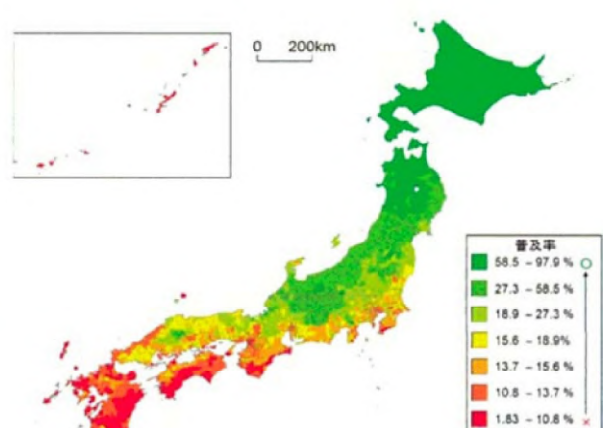 0 200km
普及率
58.5 - 97.9 %
27.3 - 58.5 %
18.9 - 27.3 %
15.6 - 18.9%
13.7 - 15.6 %
10.8 - 13.7 %
1.83 - 10.8 %